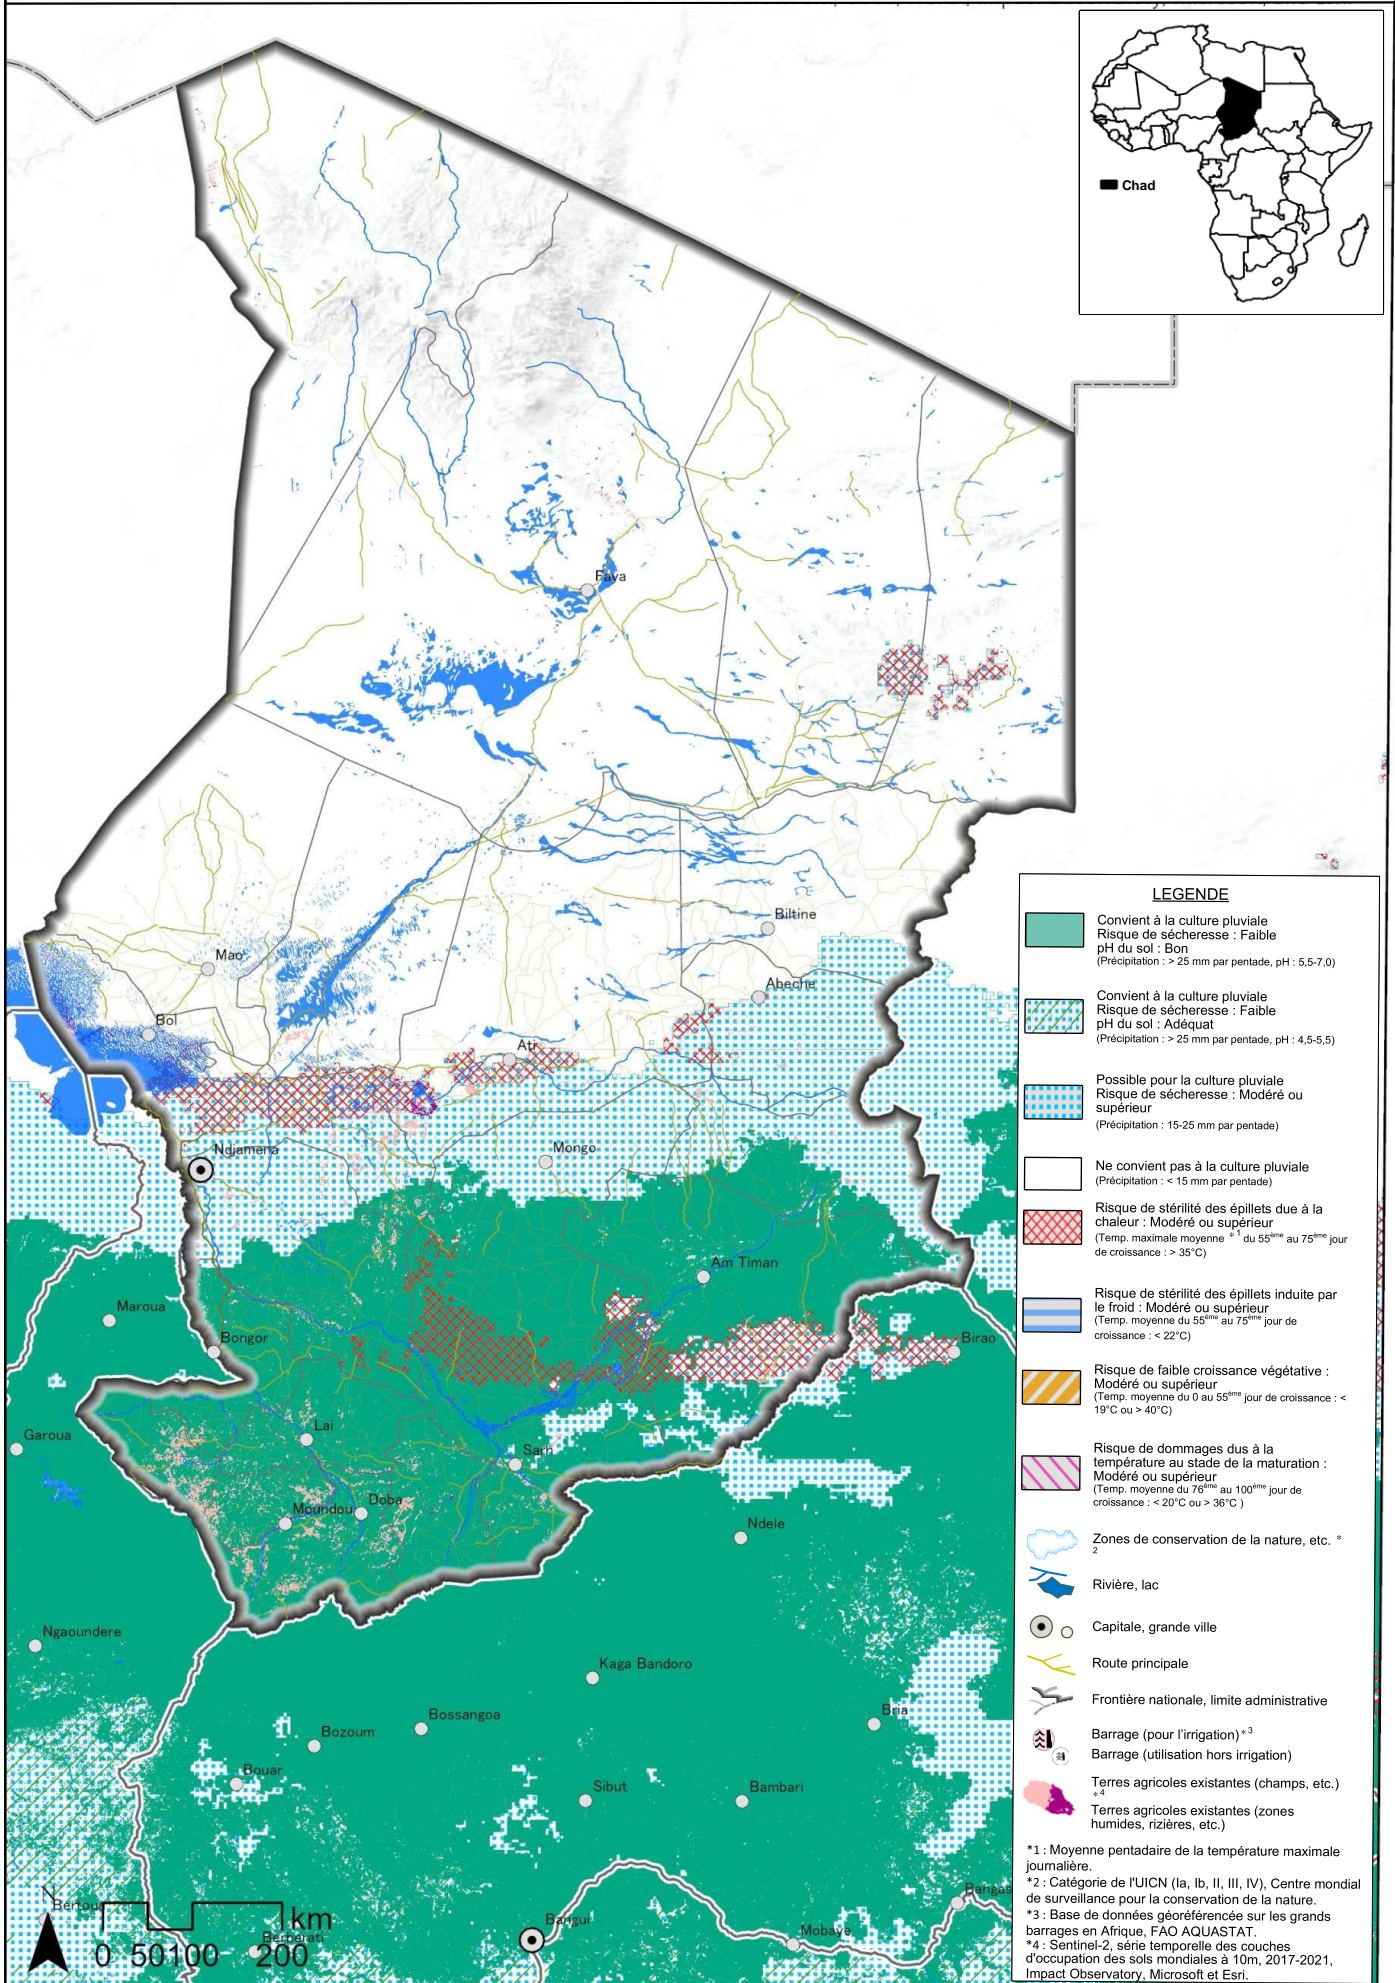 Chad
Faya
Biltine
Mao
Abeche
Bol
Ati
Ndjamena
Mongo
Am Timan
Maroua
Bongor
Birao
Lai
Garoua
Sarh
Doba
Moundou
Ndele
Ngaoundere
Kaga Bandoro
Bossangoa
Bria
Bozoum
Bouar
Sibut
Bambari
Bertoua
Bangui
Mobaye
Berberati
km
0 50100 200
LEGENDE
Convient à la culture pluviale
Risque de sécheresse : Faible
pH du sol : Bon
(Précipitation : > 25 mm par pentade, pH : 5,5-7,0)
Convient à la culture pluviale
Risque de sécheresse : Faible
pH du sol : Adéquat
(Précipitation : > 25 mm par pentade, pH : 4,5-5,5)
Possible pour la culture pluviale
Risque de sécheresse : Modéré ou
supérieur
(Précipitation : 15-25 mm par pentade)
Ne convient pas à la culture pluviale
(Précipitation : < 15 mm par pentade)
Risque de stérilité des épillets due à la
chaleur : Modéré ou supérieur
(Temp. maximale moyenne *1 du 55ème au 75ème jour
de croissance : > 35°C)
Risque de stérilité des épillets induite par
le froid : Modéré ou supérieur
(Temp. moyenne du 55ème au 75ème jour de
croissance : < 22°C)
Risque de faible croissance végétative :
Modéré ou supérieur
(Temp. moyenne du 0 au 55ème jour de croissance : <
19°C ou > 40°C)
Risque de dommages dus à la
température au stade de la maturation :
Modéré ou supérieur
(Temp. moyenne du 76ème au 100ème jour de
croissance : < 20°C ou > 36°C )
Zones de conservation de la nature, etc. *
2
Rivière, lac
Capitale, grande ville
Route principale
Frontière nationale, limite administrative
Barrage (pour l'irrigation)*3
Barrage (utilisation hors irrigation)
Terres agricoles existantes (champs, etc.)
*4
Terres agricoles existantes (zones
humides, rizières, etc.)
*1 : Moyenne pentadaire de la température maximale
journalière.
*2 : Catégorie de l'UICN (Ia, Ib, II, III, IV), Centre mondial
de surveillance pour la conservation de la nature.
*3 : Base de données géoréférencée sur les grands
barrages en Afrique, FAO AQUASTAT.
*4 : Sentinel-2, série temporelle des couches
d'occupation des sols mondiales à 10m, 2017-2021,
Impact Observatory, Microsoft et Esri.